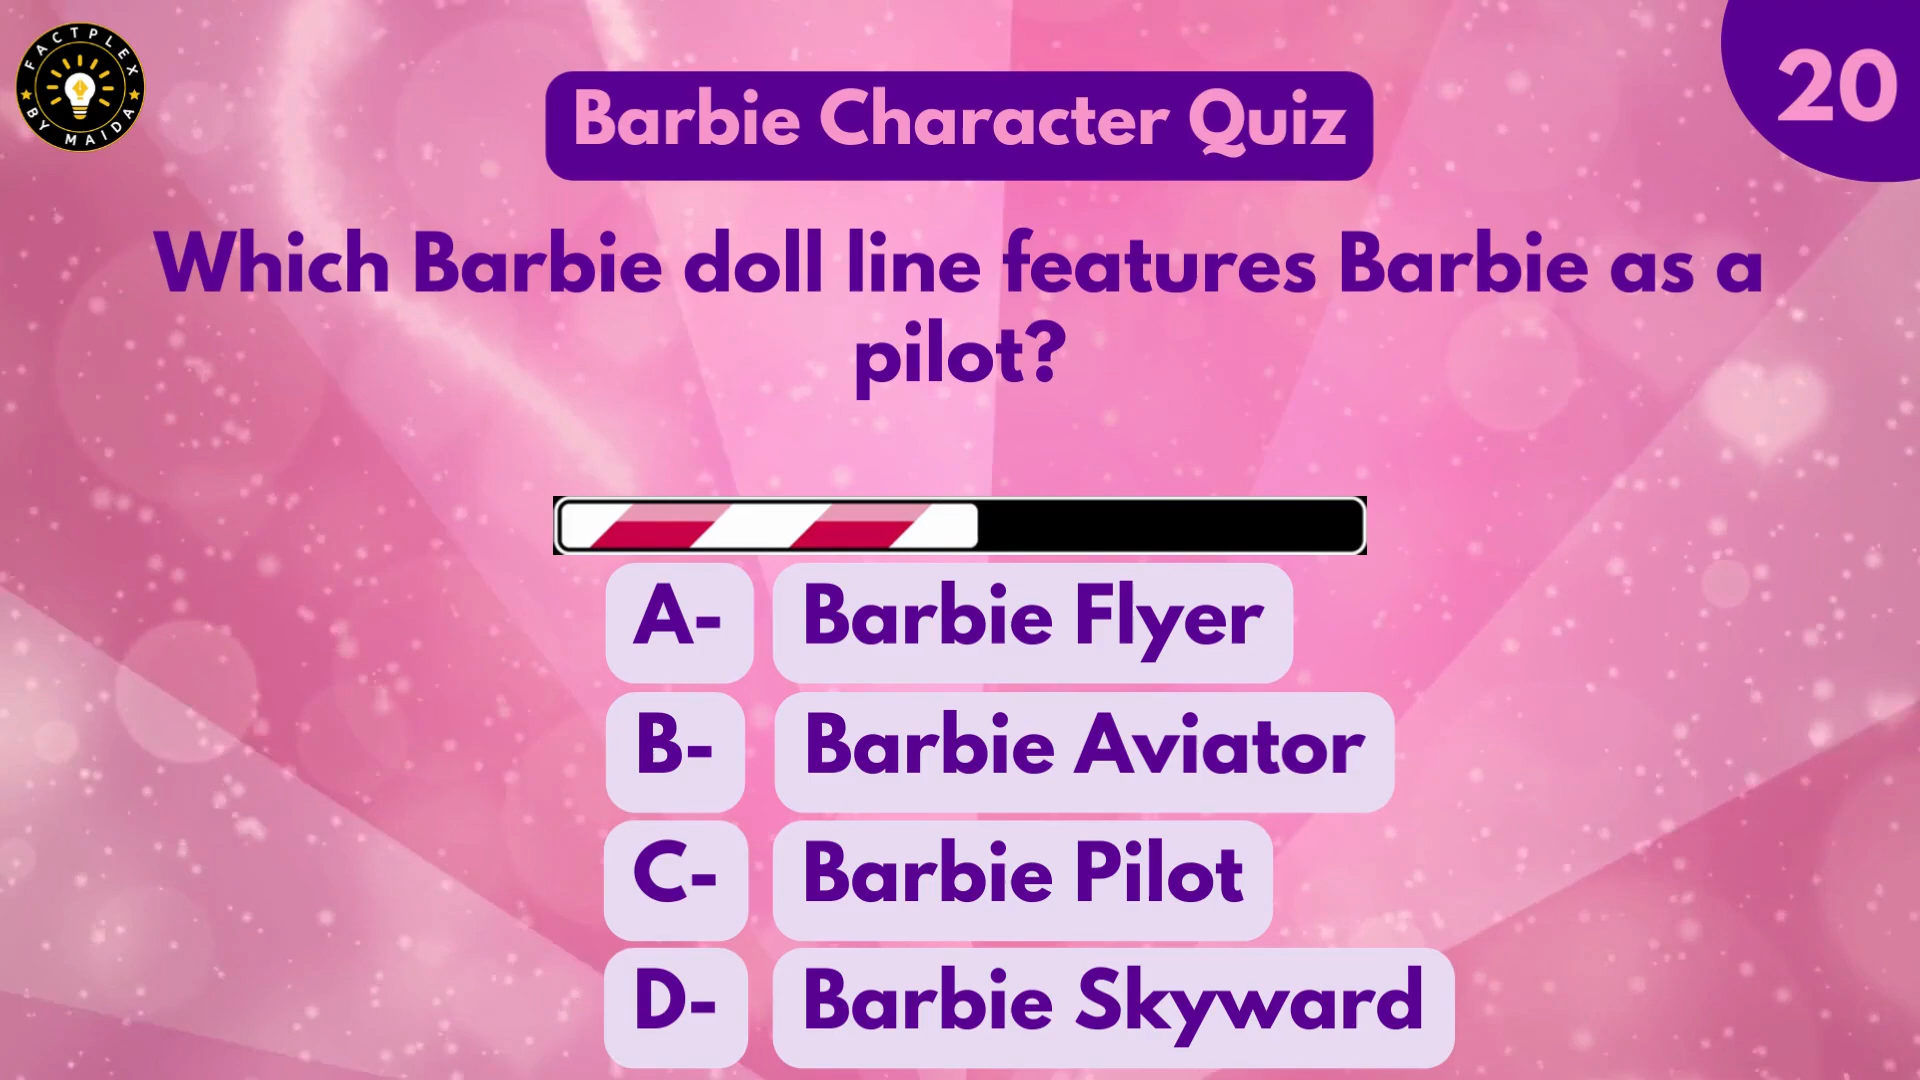 FACTPLEX
BY MAIDA
20
Barbie Character Quiz
Which Barbie doll line features Barbie as a
pilot?
A- Barbie Flyer
B- Barbie Aviator
C- Barbie Pilot
D- Barbie Skyward